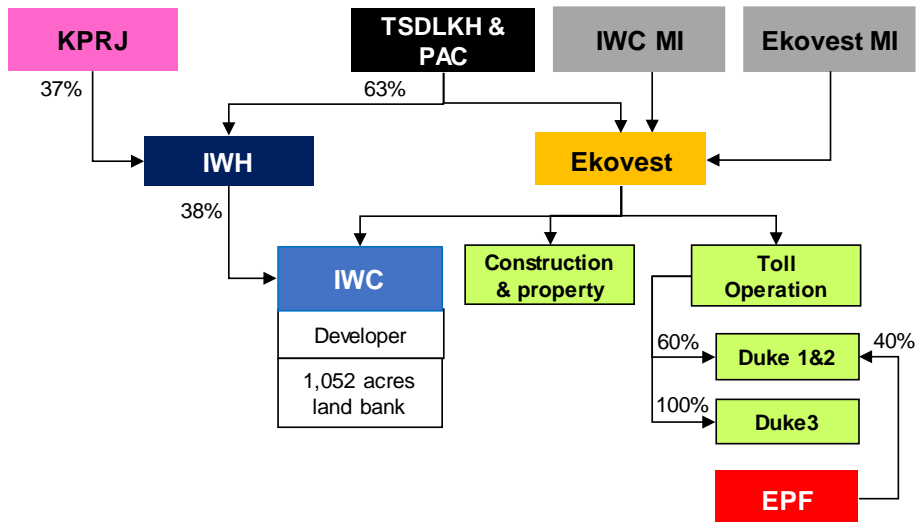 KPRJ
TSDLKH &
PAC
IWC MI
Ekovest MI
37%
63%
IWH
Ekovest
38%
IWC
Construction
& property
Toll
Operation
Developer
60%
Duke 1&2
40%
1,052 acres
land bank
100%
Duke3
EPF